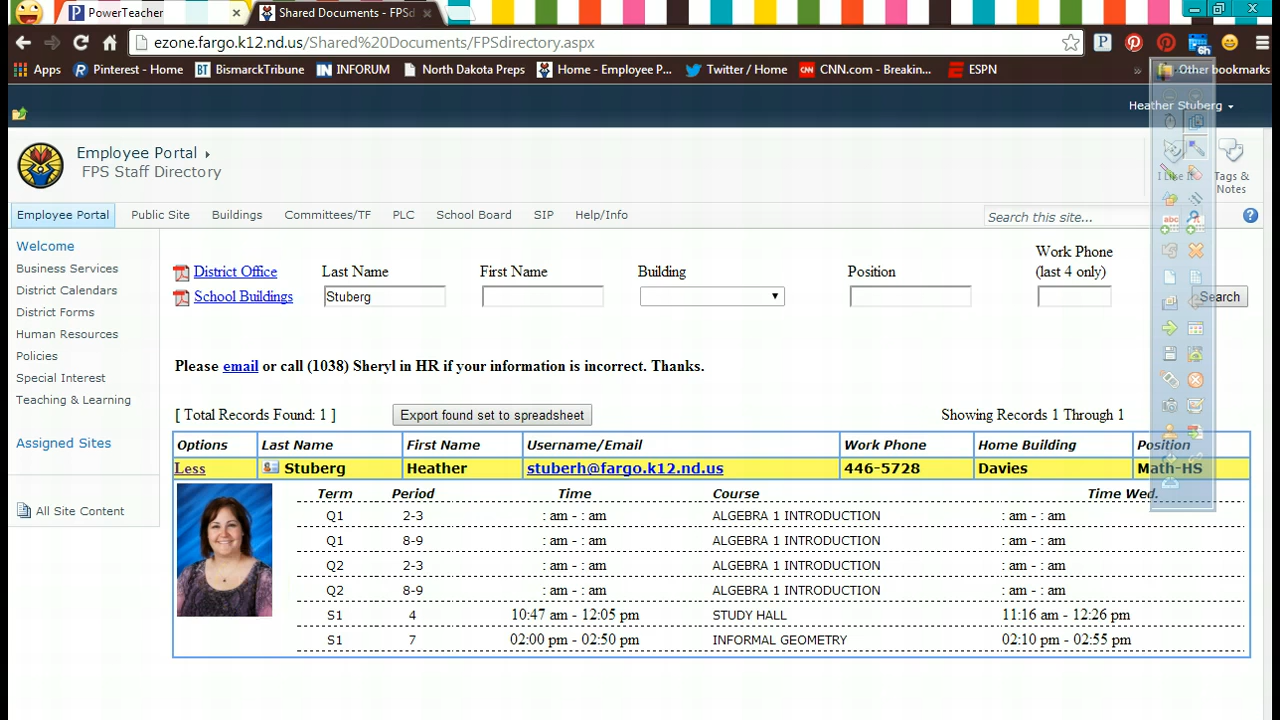 PowerTeacher × Shared Documents - FPSd ×
ezone.fargo.k12.nd.us/Shared%20Documents/FPSdirectory.aspx
Apps Pinterest - Home BT BismarckTribune IN INFORUM North Dakota Preps Home - Employee P... Twitter / Home CNN CNN.com - Breakin... ESPN » Other bookmarks
Heather Stuberg
Employee Portal
FPS Staff Directory
I Like It Tags & Notes
Employee Portal Public Site Buildings Committees/TF PLC School Board SIP Help/Info Search this site...
Welcome
Business Services
District Calendars
District Forms
Human Resources
Policies
Special Interest
Teaching & Learning
Assigned Sites
All Site Content
District Office Last Name First Name Building Position Work Phone (last 4 only)
School Buildings Stuberg Search
Please email or call (1038) Sheryl in HR if your information is incorrect. Thanks.
[ Total Records Found: 1 ] Export found set to spreadsheet Showing Records 1 Through 1
Options Last Name First Name Username/Email Work Phone Home Building Position
Less Stuberg Heather stuberh@fargo.k12.nd.us 446-5728 Davies Math-HS
Term Period Time Course Time Wed.
Q1 2-3 : am - : am ALGEBRA 1 INTRODUCTION : am - : am
Q1 8-9 : am - : am ALGEBRA 1 INTRODUCTION : am - : am
Q2 2-3 : am - : am ALGEBRA 1 INTRODUCTION : am - : am
Q2 8-9 : am - : am ALGEBRA 1 INTRODUCTION : am - : am
S1 4 10:47 am - 12:05 pm STUDY HALL 11:16 am - 12:26 pm
S1 7 02:00 pm - 02:50 pm INFORMAL GEOMETRY 02:10 pm - 02:55 pm